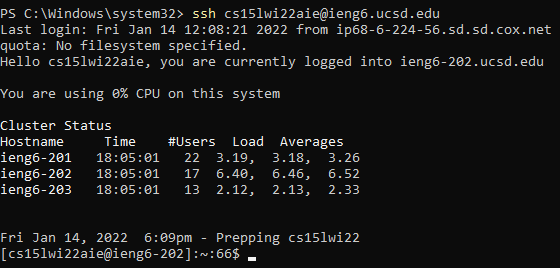 PS C:\Windows\system32> ssh cs15lwi22aie@ieng6.ucsd.edu
Last login: Fri Jan 14 12:08:21 2022 from ip68-6-224-56.sd.sd.cox.net
quota: No filesystem specified.
Hello cs15lwi22aie, you are currently logged into ieng6-202.ucsd.edu
You are using 0% CPU on this system
Cluster Status
Hostname     Time    #Users  Load  Averages
ieng6-201   18:05:01   22  3.19,  3.18,  3.26
ieng6-202   18:05:01   17  6.40,  6.46,  6.52
ieng6-203   18:05:01   13  2.12,  2.13,  2.33
Fri Jan 14, 2022  6:09pm - Prepping cs15lwi22
[cs15lwi22aie@ieng6-202]:~:66$